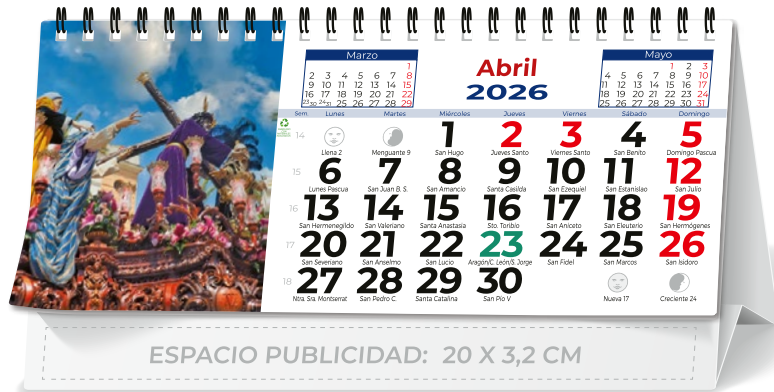 Marzo
1
2 3 4 5 6 7 8
9 10 11 12 13 14 15
16 17 18 19 20 21 22
23/30 24/31 25 26 27 28 29
Abril
2026
Mayo
1 2 3
4 5 6 7 8 9 10
11 12 13 14 15 16 17
18 19 20 21 22 23 24
25 26 27 28 29 30 31
Sem. Lunes Martes Miércoles Jueves Viernes Sábado Domingo
14 1 2 3 4 5
Llena 2 Menguante 9 San Hugo Jueves Santo Viernes Santo San Benito Domingo Pascua
15 6 7 8 9 10 11 12
Lunes Pascua San Juan B. S. San Amancio Santa Casilda San Ezequiel San Estanislao San Julio
16 13 14 15 16 17 18 19
San Hermenegildo San Valeriano Santa Anastasia Sto. Toribio San Aniceto San Eleuterio San Hermógenes
17 20 21 22 23 24 25 26
San Severiano San Anselmo San Lucio Aragón/C. León/S. Jorge San Fidel San Marcos San Isidoro
18 27 28 29 30
Ntra. Sra. Montserrat San Pedro C. Santa Catalina San Pío V Nueva 17 Creciente 24
ESPACIO PUBLICIDAD: 20 X 3,2 CM